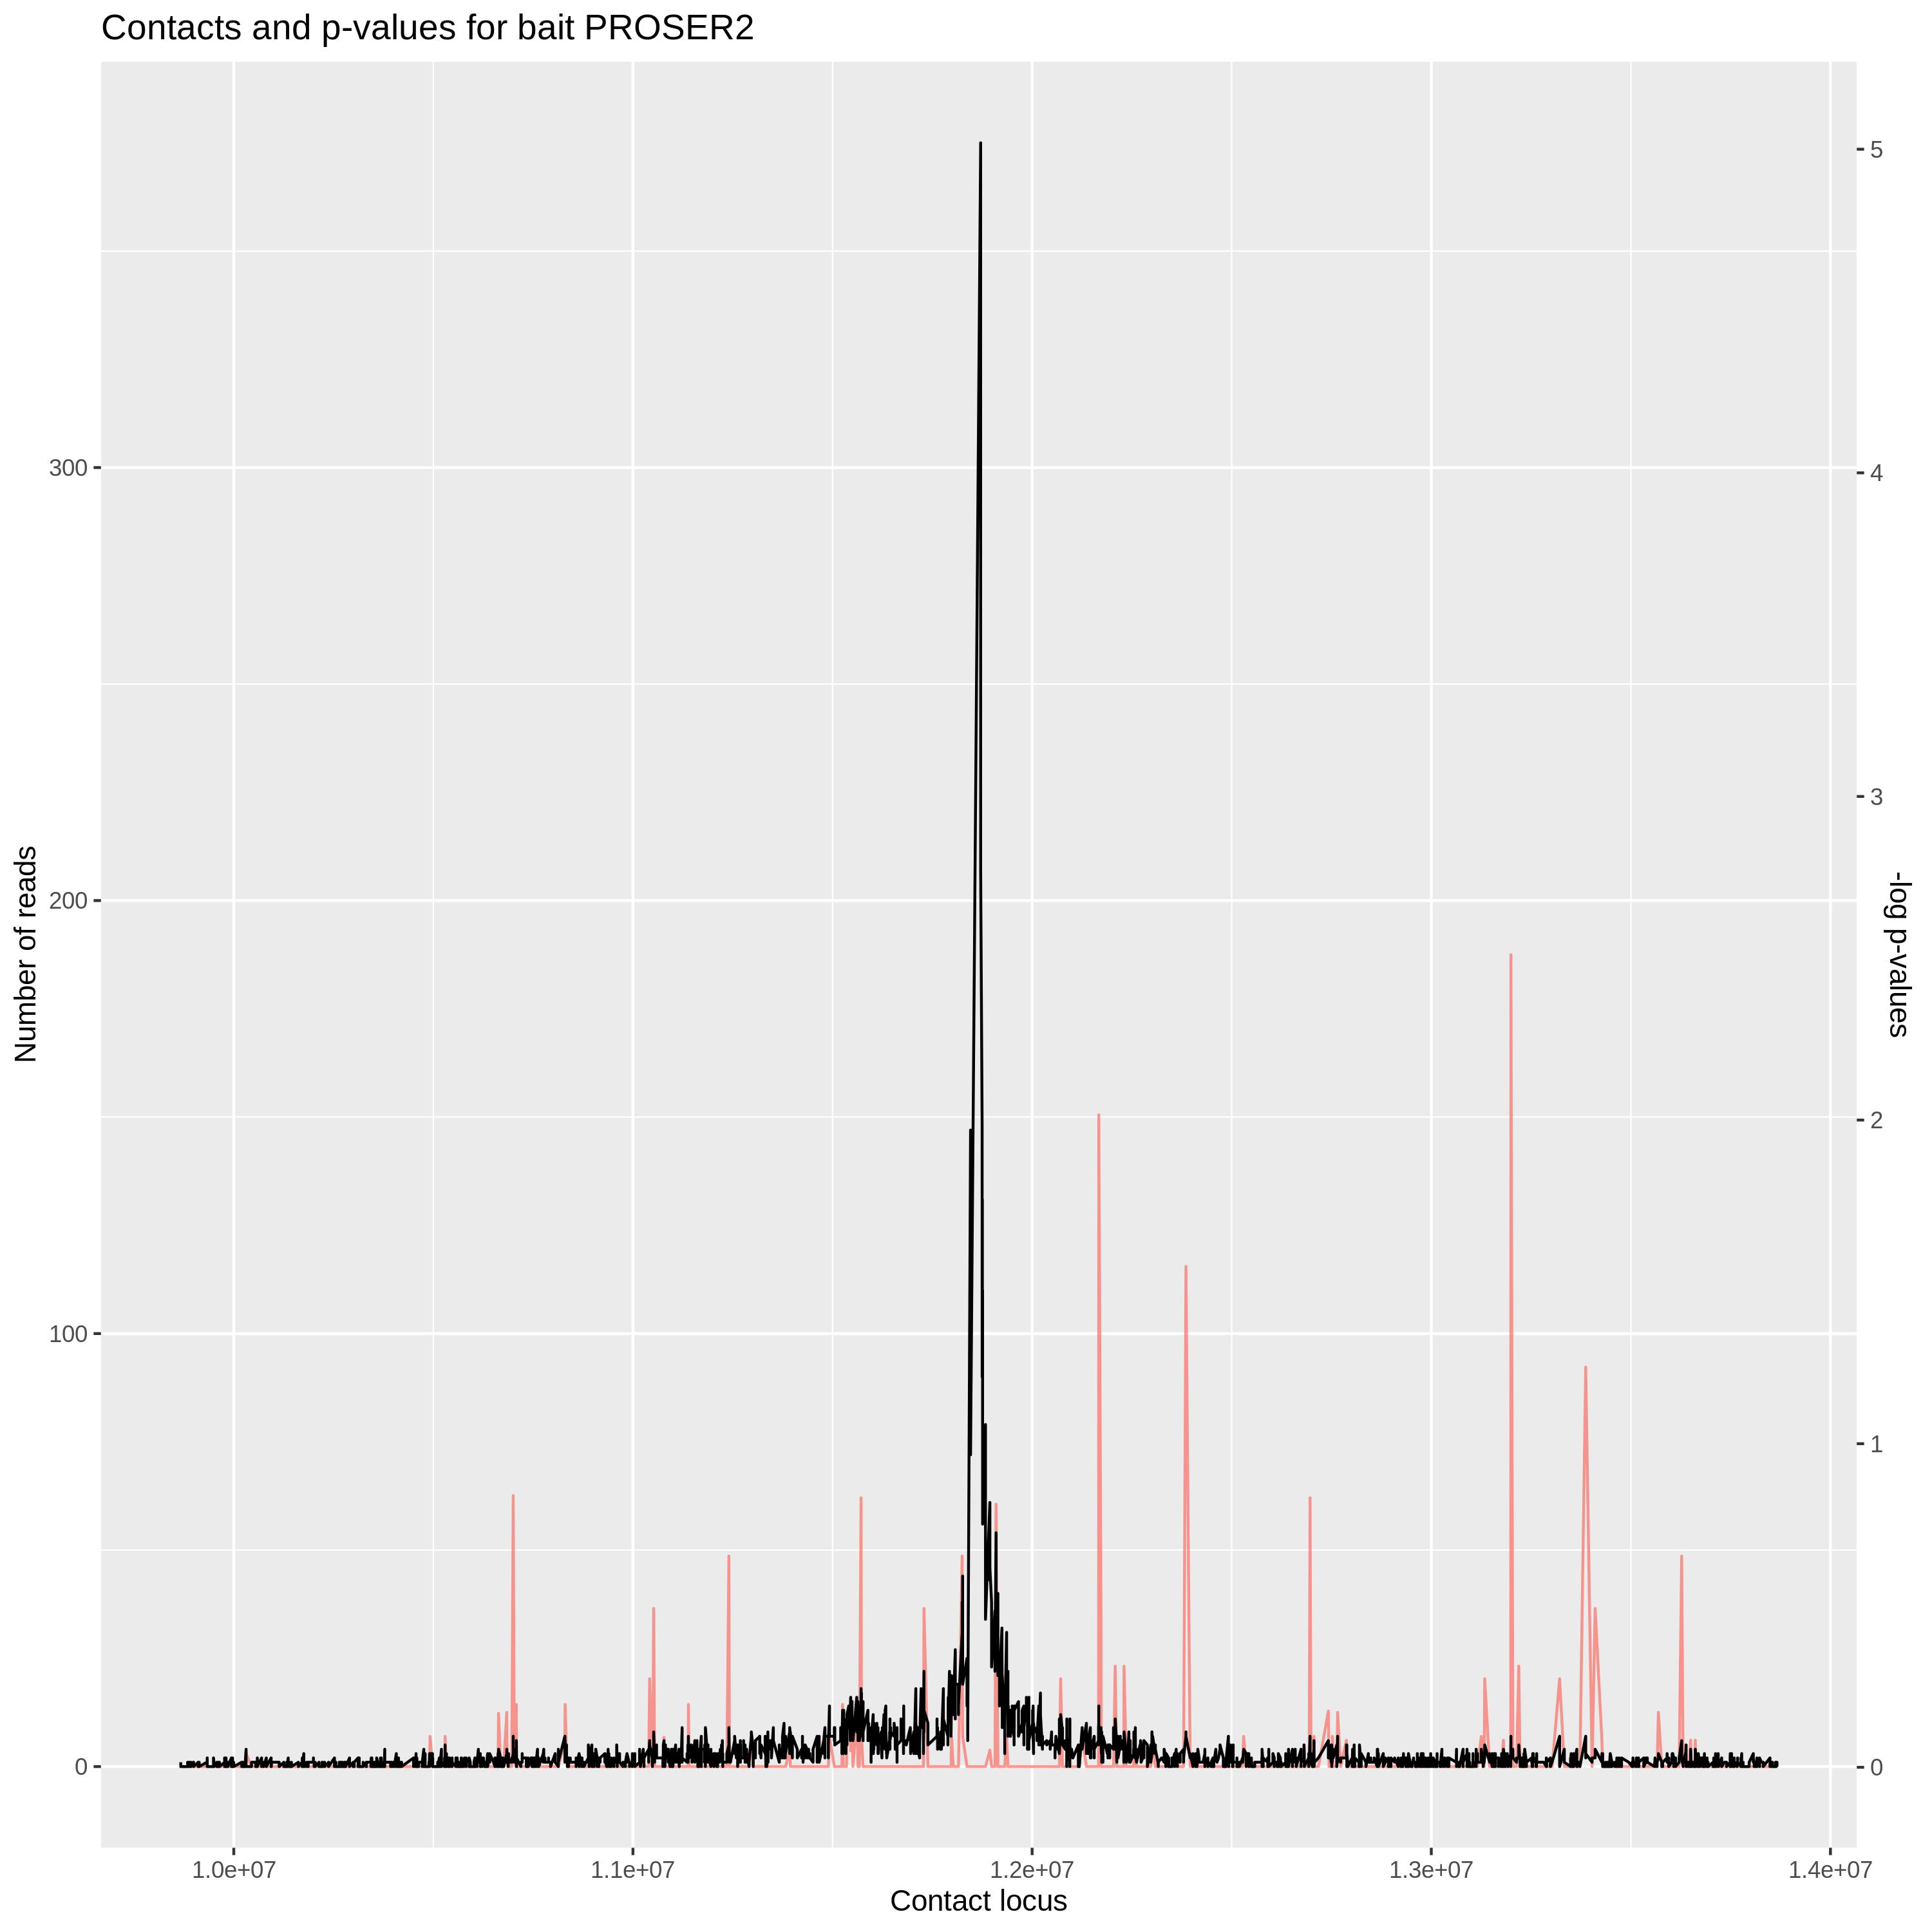 Contacts and p-values for bait PROSER2
Number of reads
300
200
100
0
5
4
3
2
1
0
-log p-values
1.0e+07
1.1e+07
1.2e+07
1.3e+07
1.4e+07
Contact locus